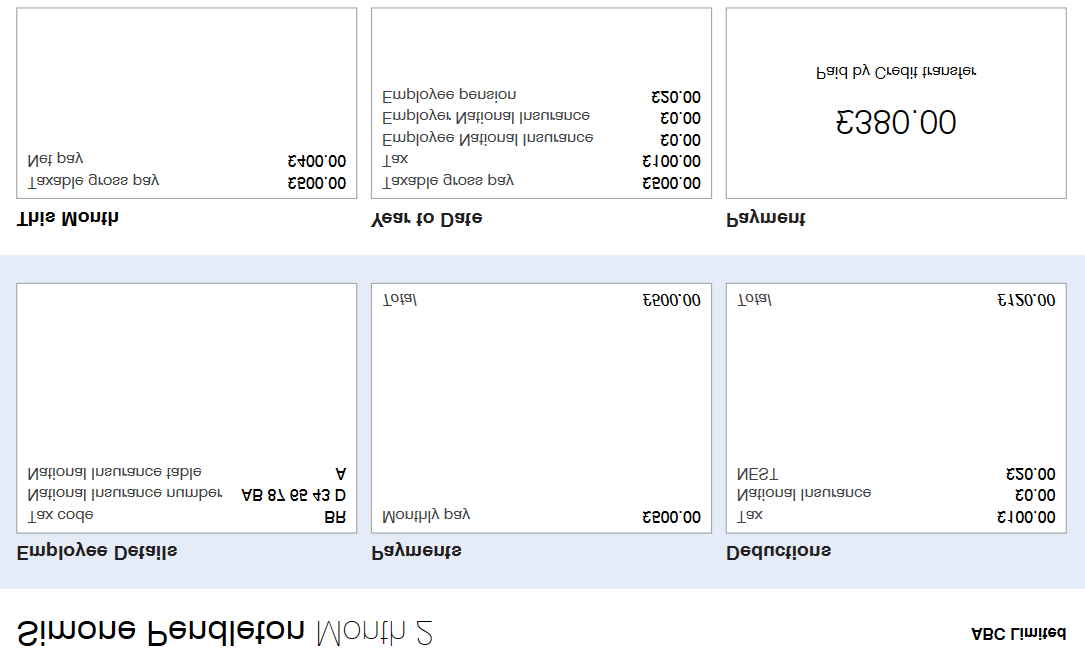 Simone Pendleton Month 2
ABC Limited
Employee Details
Tax code BR
National Insurance number AB 87 65 43 D
National Insurance table A
Payments
Monthly pay £500.00
Total £500.00
Deductions
Tax £100.00
National Insurance £0.00
NEST £20.00
Total £120.00
This Month
Taxable gross pay £500.00
Net pay £400.00
Year to Date
Taxable gross pay £500.00
Tax £100.00
Employee National Insurance £0.00
Employer National Insurance £0.00
Employee pension £20.00
Payment
£380.00
Paid by Credit transfer